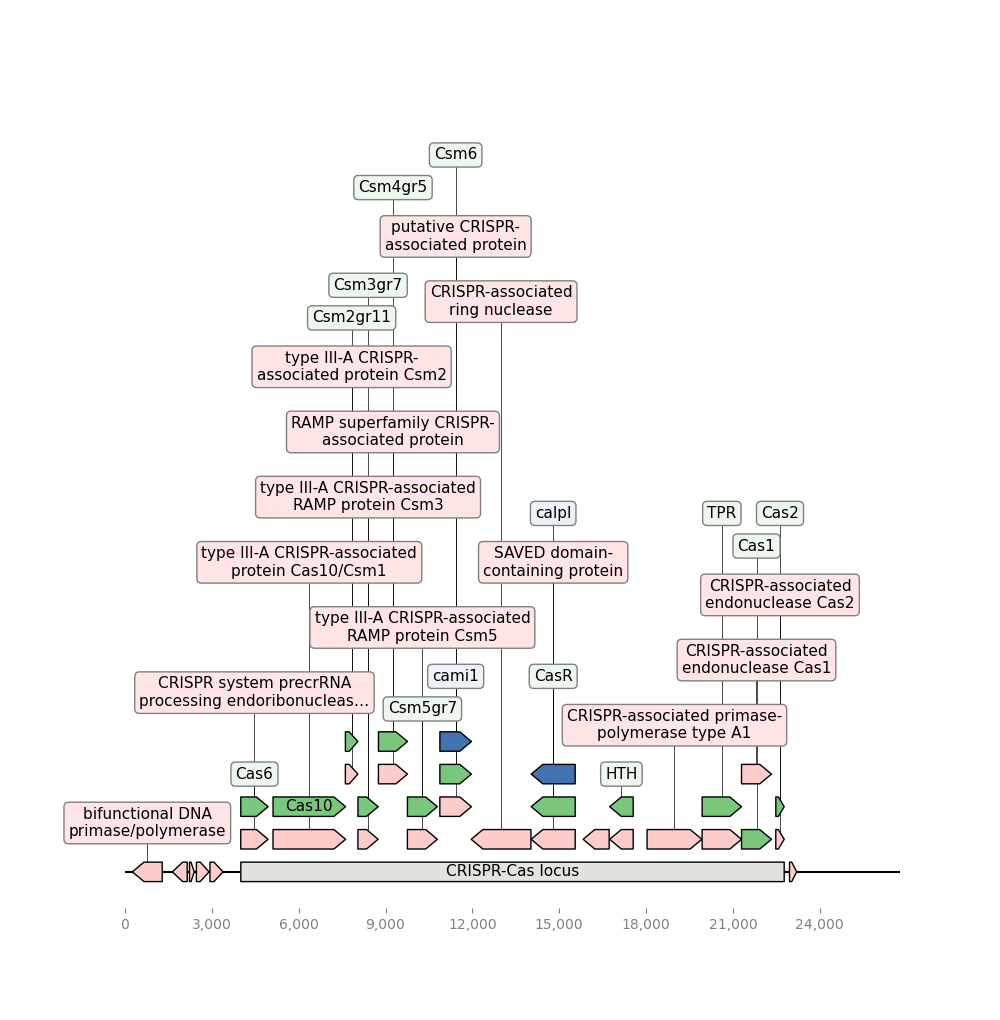 Csm6
Csm4gr5
putative CRISPR-
associated protein
Csm3gr7
CRISPR-associated
ring nuclease
Csm2gr11
type III-A CRISPR-
associated protein Csm2
RAMP superfamily CRISPR-
associated protein
type III-A CRISPR-associated
RAMP protein Csm3
calpl
TPR
Cas2
Cas1
type III-A CRISPR-associated
protein Cas10/Csm1
SAVED domain-
containing protein
CRISPR-associated
endonuclease Cas2
type III-A CRISPR-associated
RAMP protein Csm5
CRISPR-associated
endonuclease Cas1
CRISPR system precrRNA
processing endoribonucleas...
cami1
CasR
Csm5gr7
CRISPR-associated primase-
polymerase type A1
Cas6
HTH
bifunctional DNA
primase/polymerase
Cas10
CRISPR-Cas locus
0
3,000
6,000
9,000
12,000
15,000
18,000
21,000
24,000